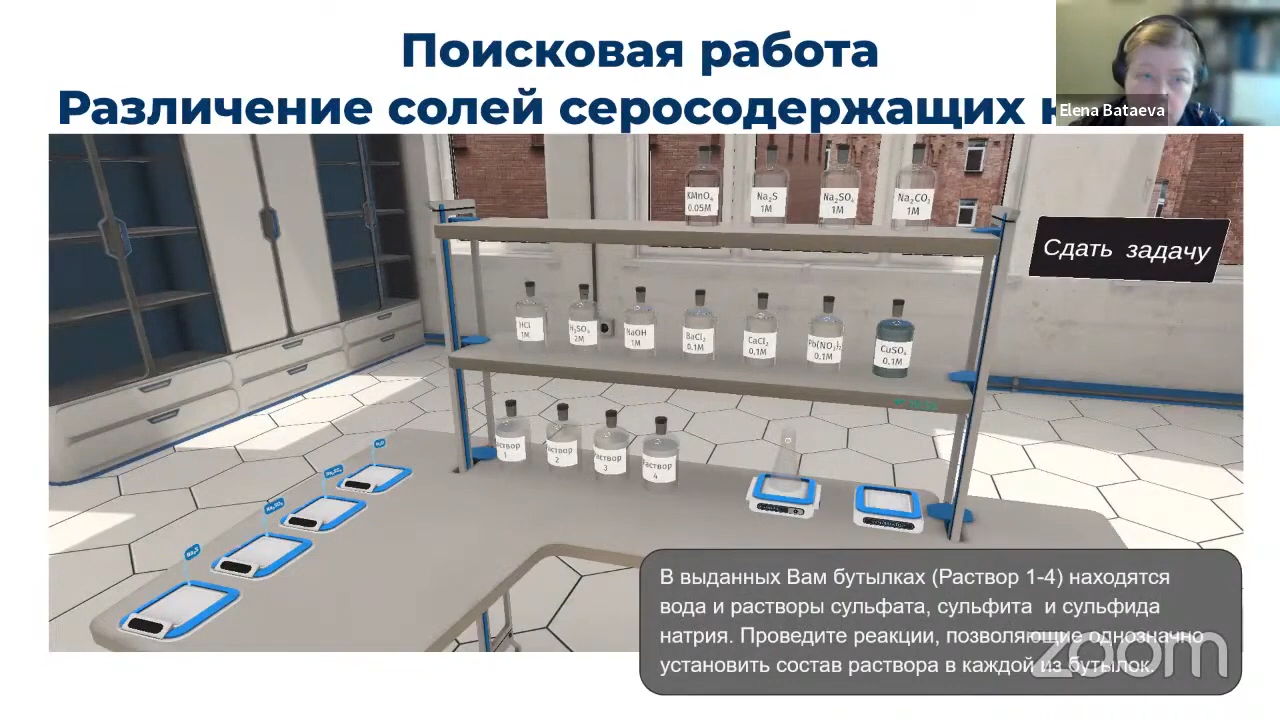 Поисковая работа
Различение солей серосодержащих
Elena Bataeva
KMnO₄
0.05M
Na₂S
1M
Na₂SO₄
1M
Na₂CO₃
1M
Сдать задачу
HCl
1M
H₂SO₄
2M
NaOH
1M
BaCl₂
0,1M
CaCl₂
0,1M
Pb(NO₃)₂
0.1M
CuSO₄
0.1M
Раствор
1
Раствор
2
Раствор
3
Раствор
4
Na₂S
В выданных Вам бутылках (Раствор 1-4) находятся
вода и растворы сульфата, сульфита и сульфида
натрия. Проведите реакции, позволяющие однозначно
установить состав раствора в каждой из бутылок.
zoom